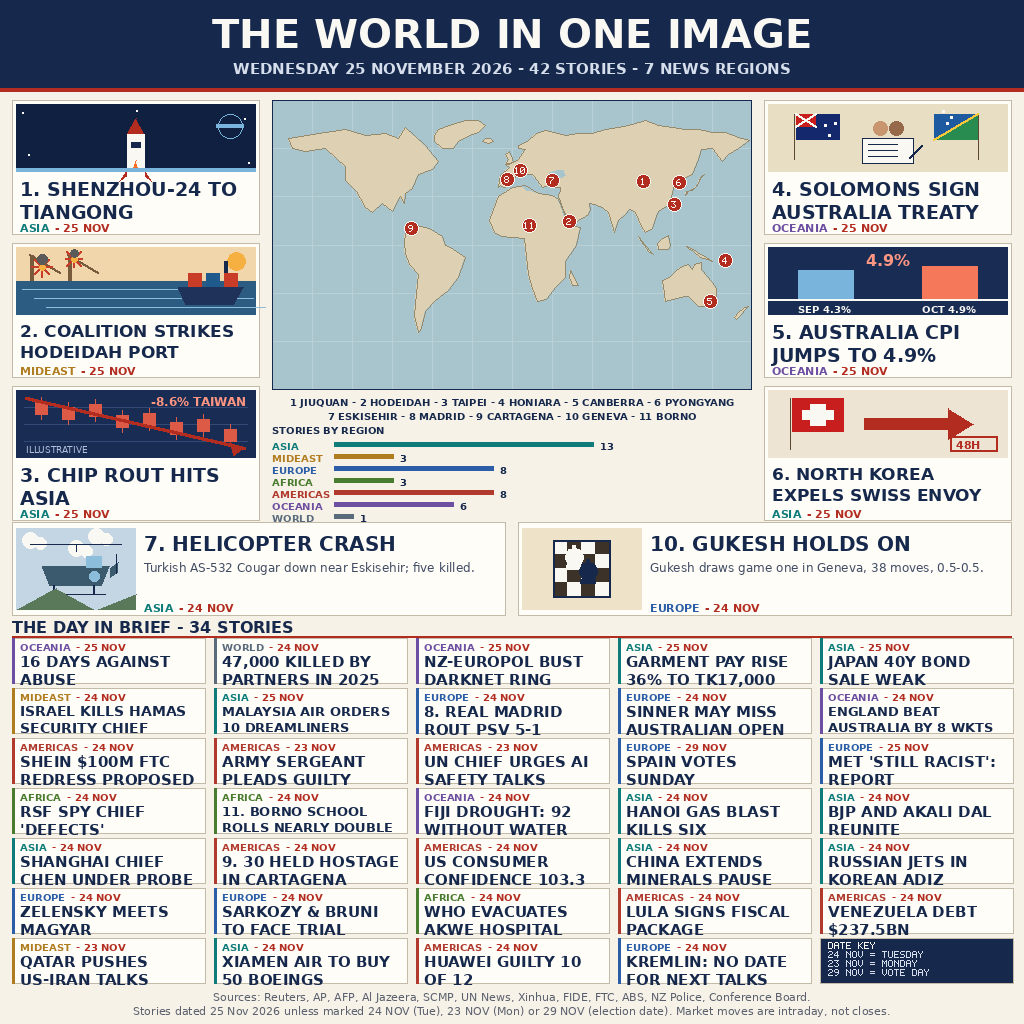 THE WORLD IN ONE IMAGE
WEDNESDAY 25 NOVEMBER 2026 - 42 STORIES - 7 NEWS REGIONS
1. SHENZHOU-24 TO
TIANGONG
ASIA - 25 NOV
2. COALITION STRIKES
HODEIDAH PORT
MIDEAST - 25 NOV
-8.6% TAIWAN
ILLUSTRATIVE
3. CHIP ROUT HITS
ASIA
ASIA - 25 NOV
8
10
7
1
6
3
9
11
2
4
5
1 JIUQUAN - 2 HODEIDAH - 3 TAIPEI - 4 HONIARA - 5 CANBERRA - 6 PYONGYANG
7 ESKISEHIR - 8 MADRID - 9 CARTAGENA - 10 GENEVA - 11 BORNO
STORIES BY REGION
ASIA 13
MIDEAST 3
EUROPE 8
AFRICA 3
AMERICAS 8
OCEANIA 6
WORLD 1
4. SOLOMONS SIGN
AUSTRALIA TREATY
OCEANIA - 25 NOV
4.9%
SEP 4.3% OCT 4.9%
5. AUSTRALIA CPI
JUMPS TO 4.9%
OCEANIA - 25 NOV
48H
6. NORTH KOREA
EXPELS SWISS ENVOY
ASIA - 25 NOV
7. HELICOPTER CRASH
Turkish AS-532 Cougar down near Eskisehir; five killed.
ASIA - 24 NOV
10. GUKESH HOLDS ON
Gukesh draws game one in Geneva, 38 moves, 0.5-0.5.
EUROPE - 24 NOV
THE DAY IN BRIEF - 34 STORIES
OCEANIA - 25 NOV
16 DAYS AGAINST
ABUSE
WORLD - 24 NOV
47,000 KILLED BY
PARTNERS IN 2025
OCEANIA - 25 NOV
NZ-EUROPOL BUST
DARKNET RING
ASIA - 25 NOV
GARMENT PAY RISE
36% TO TK17,000
ASIA - 25 NOV
JAPAN 40Y BOND
SALE WEAK
MIDEAST - 24 NOV
ISRAEL KILLS HAMAS
SECURITY CHIEF
ASIA - 25 NOV
MALAYSIA AIR ORDERS
10 DREAMLINERS
EUROPE - 24 NOV
8. REAL MADRID
ROUT PSV 5-1
EUROPE - 24 NOV
SINNER MAY MISS
AUSTRALIAN OPEN
OCEANIA - 24 NOV
ENGLAND BEAT
AUSTRALIA BY 8 WKTS
AMERICAS - 24 NOV
SHEIN $100M FTC
REDRESS PROPOSED
AMERICAS - 23 NOV
ARMY SERGEANT
PLEADS GUILTY
AMERICAS - 23 NOV
UN CHIEF URGES AI
SAFETY TALKS
EUROPE - 29 NOV
SPAIN VOTES
SUNDAY
EUROPE - 25 NOV
MET 'STILL RACIST':
REPORT
AFRICA - 24 NOV
RSF SPY CHIEF
'DEFECTS'
AFRICA - 24 NOV
11. BORNO SCHOOL
ROLLS NEARLY DOUBLE
OCEANIA - 24 NOV
FIJI DROUGHT: 92
WITHOUT WATER
ASIA - 24 NOV
HANOI GAS BLAST
KILLS SIX
ASIA - 24 NOV
BJP AND AKALI DAL
REUNITE
ASIA - 24 NOV
SHANGHAI CHIEF
CHEN UNDER PROBE
AMERICAS - 24 NOV
9. 30 HELD HOSTAGE
IN CARTAGENA
AMERICAS - 24 NOV
US CONSUMER
CONFIDENCE 103.3
ASIA - 24 NOV
CHINA EXTENDS
MINERALS PAUSE
ASIA - 24 NOV
RUSSIAN JETS IN
KOREAN ADIZ
EUROPE - 24 NOV
ZELENSKY MEETS
MAGYAR
EUROPE - 24 NOV
SARKOZY & BRUNI
TO FACE TRIAL
AFRICA - 24 NOV
WHO EVACUATES
AKWE HOSPITAL
AMERICAS - 24 NOV
LULA SIGNS FISCAL
PACKAGE
AMERICAS - 24 NOV
VENEZUELA DEBT
$237.5BN
MIDEAST - 23 NOV
QATAR PUSHES
US-IRAN TALKS
ASIA - 24 NOV
XIAMEN AIR TO BUY
50 BOEINGS
AMERICAS - 24 NOV
HUAWEI GUILTY 10
OF 12
EUROPE - 24 NOV
KREMLIN: NO DATE
FOR NEXT TALKS
DATE KEY
24 NOV = TUESDAY
23 NOV = MONDAY
29 NOV = VOTE DAY
Sources: Reuters, AP, AFP, Al Jazeera, SCMP, UN News, Xinhua, FIDE, FTC, ABS, NZ Police, Conference Board.
Stories dated 25 Nov 2026 unless marked 24 NOV (Tue), 23 NOV (Mon) or 29 NOV (election date). Market moves are intraday, not closes.